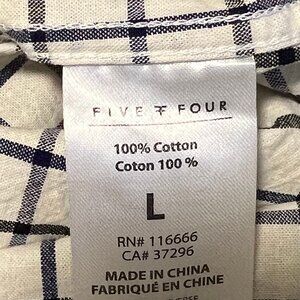 FIVE FOUR
100% Cotton
Coton 100 %
L
RN# 116666
CA# 37296
MADE IN CHINA
FABRIQUÉ EN CHINE